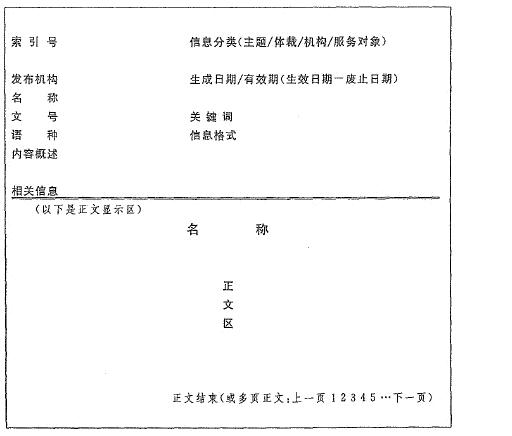 索 引 号 信息分类(主题/体裁/机构/服务对象)
发布机构 生成日期/有效期(生效日期—废止日期)
名 称
文 号 关 键 词
语 种 信息格式
内容概述
相关信息
(以下是正文显示区)
名 称
正
文
区
正文结束(或多页正文:上一页 1 2 3 4 5 …下一页)